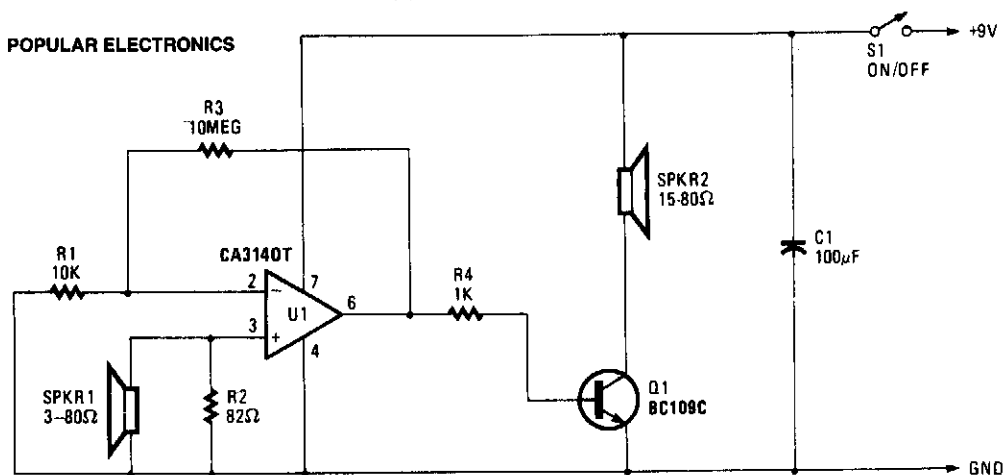 POPULAR ELECTRONICS
+9V
S1
ON/OFF
R3
10MEG
SPKR2
15-80Ω
C1
100µF
CA3140T
R1
10K
R4
1K
2
−
7
U1
6
3
+
4
SPKR1
3–80Ω
R2
82Ω
Q1
BC109C
GND